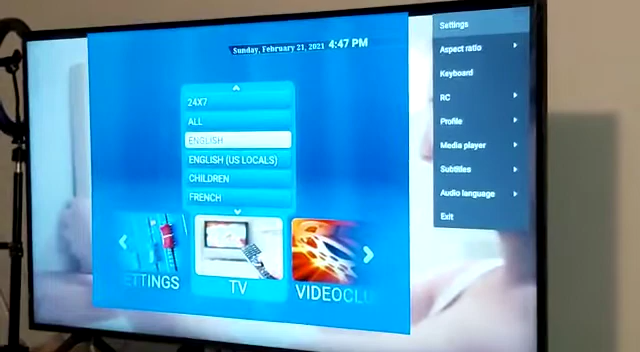 Sunday, February 21, 2021 4:47 PM
24X7
ALL
ENGLISH
ENGLISH (US LOCALS)
CHILDREN
FRENCH
ETTINGS
TV
VIDEOCLU
Settings
Aspect ratio
Keyboard
RC
Profile
Media player
Subtitles
Audio language
Exit